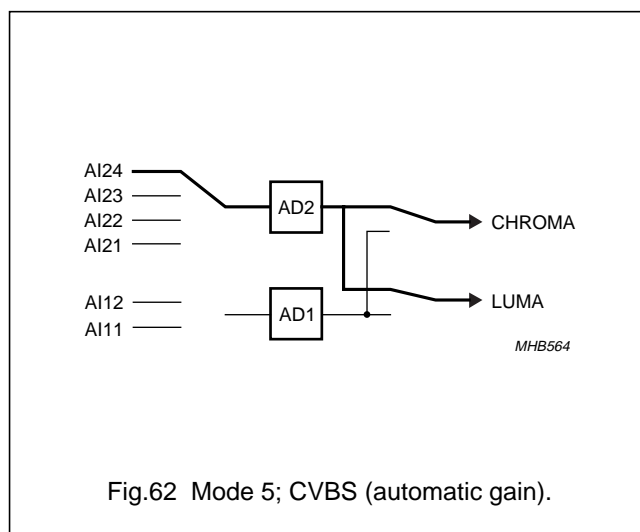 AI24
AI23
AI22
AI21
AD2
CHROMA
AI12
AI11
AD1
LUMA
MHB564
Fig.62 Mode 5; CVBS (automatic gain).